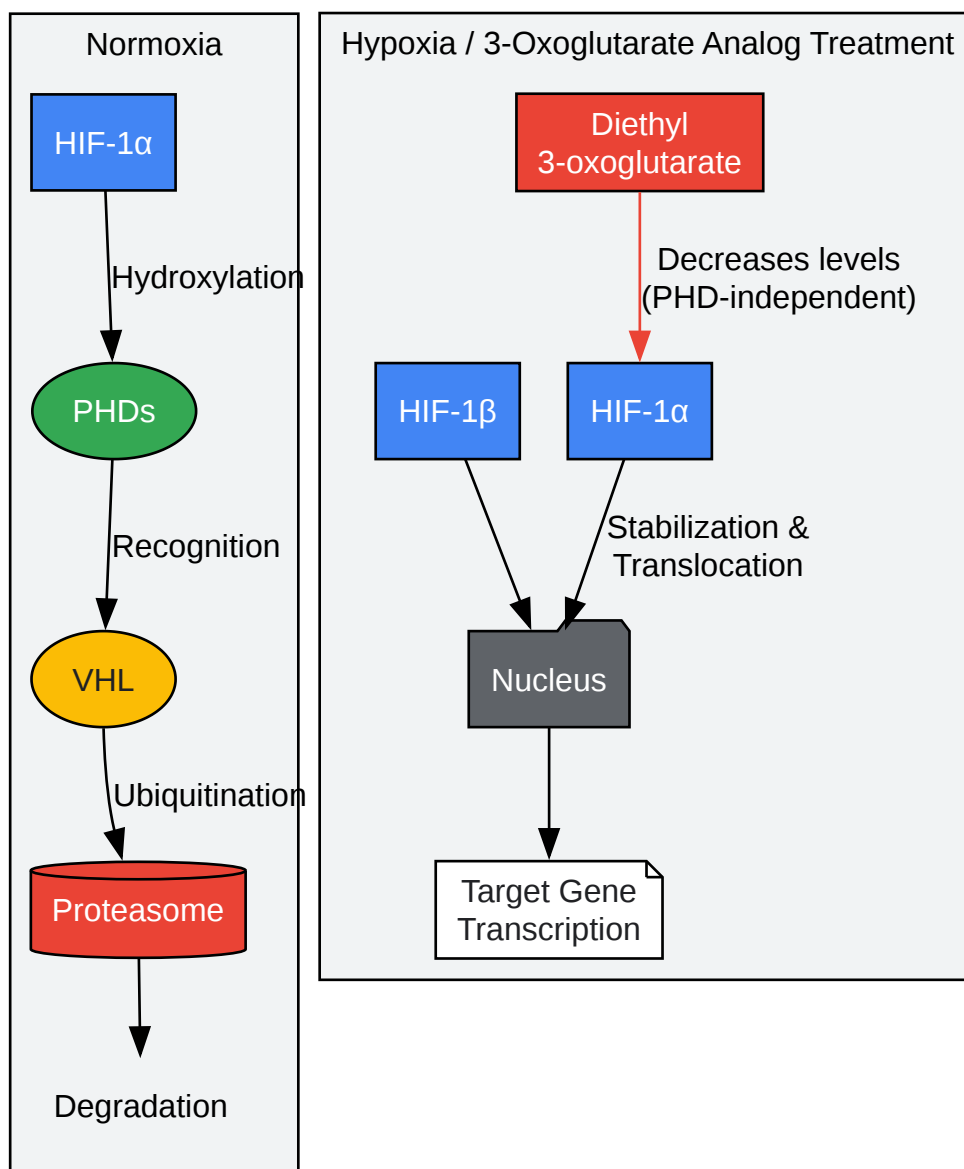 Normoxia
HIF-1α
Hydroxylation
PHDs
Recognition
VHL
Ubiquitination
Proteasome
Degradation
Hypoxia / 3-Oxoglutarate Analog Treatment
Diethyl
3-oxoglutarate
Decreases levels
(PHD-independent)
HIF-1β
HIF-1α
Stabilization &
Translocation
Nucleus
Target Gene
Transcription